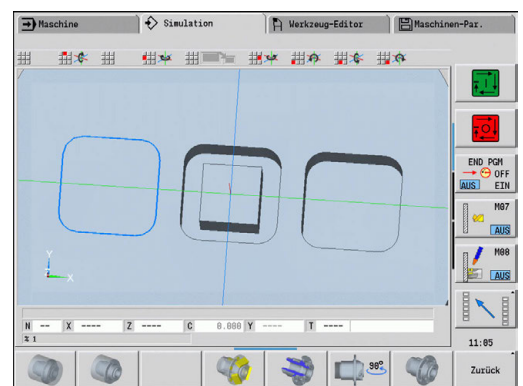 Maschine
Simulation
Werkzeug-Editor
Maschinen-Par.
END PGM
OFF
AUS EIN
M07
AUS
M08
AUS
Y
Z
X
N -- X ---- Z ---- C 0.000 Y ---- T ----
% 1
11:05
90°
Zurück